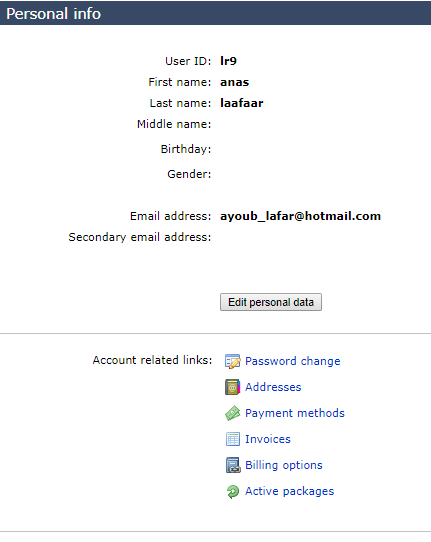 Personal info
User ID: lr9
First name: anas
Last name: laafaar
Middle name:
Birthday:
Gender:
Email address: ayoub_lafar@hotmail.com
Secondary email address:
Edit personal data
Account related links: Password change
Addresses
Payment methods
Invoices
Billing options
Active packages